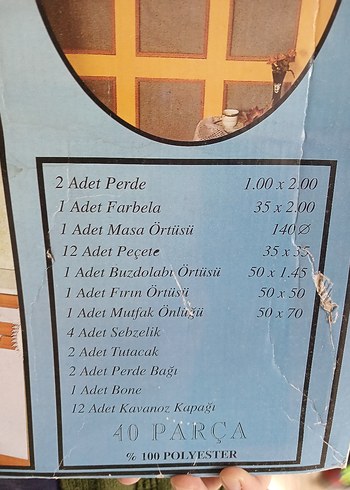 2 Adet Perde 1.00 x 2.00
1 Adet Farbela 35 x 2.00
1 Adet Masa Örtüsü 140 Ø
12 Adet Peçete 35 x 35
1 Adet Buzdolabı Örtüsü 50 x 1.45
1 Adet Fırın Örtüsü 50 x 50
1 Adet Mutfak Önlüğü 50 x 70
4 Adet Sebzelik
2 Adet Tutacak
2 Adet Perde Bağı
1 Adet Bone
12 Adet Kavanoz Kapağı
40 PARÇA
% 100 POLYESTER